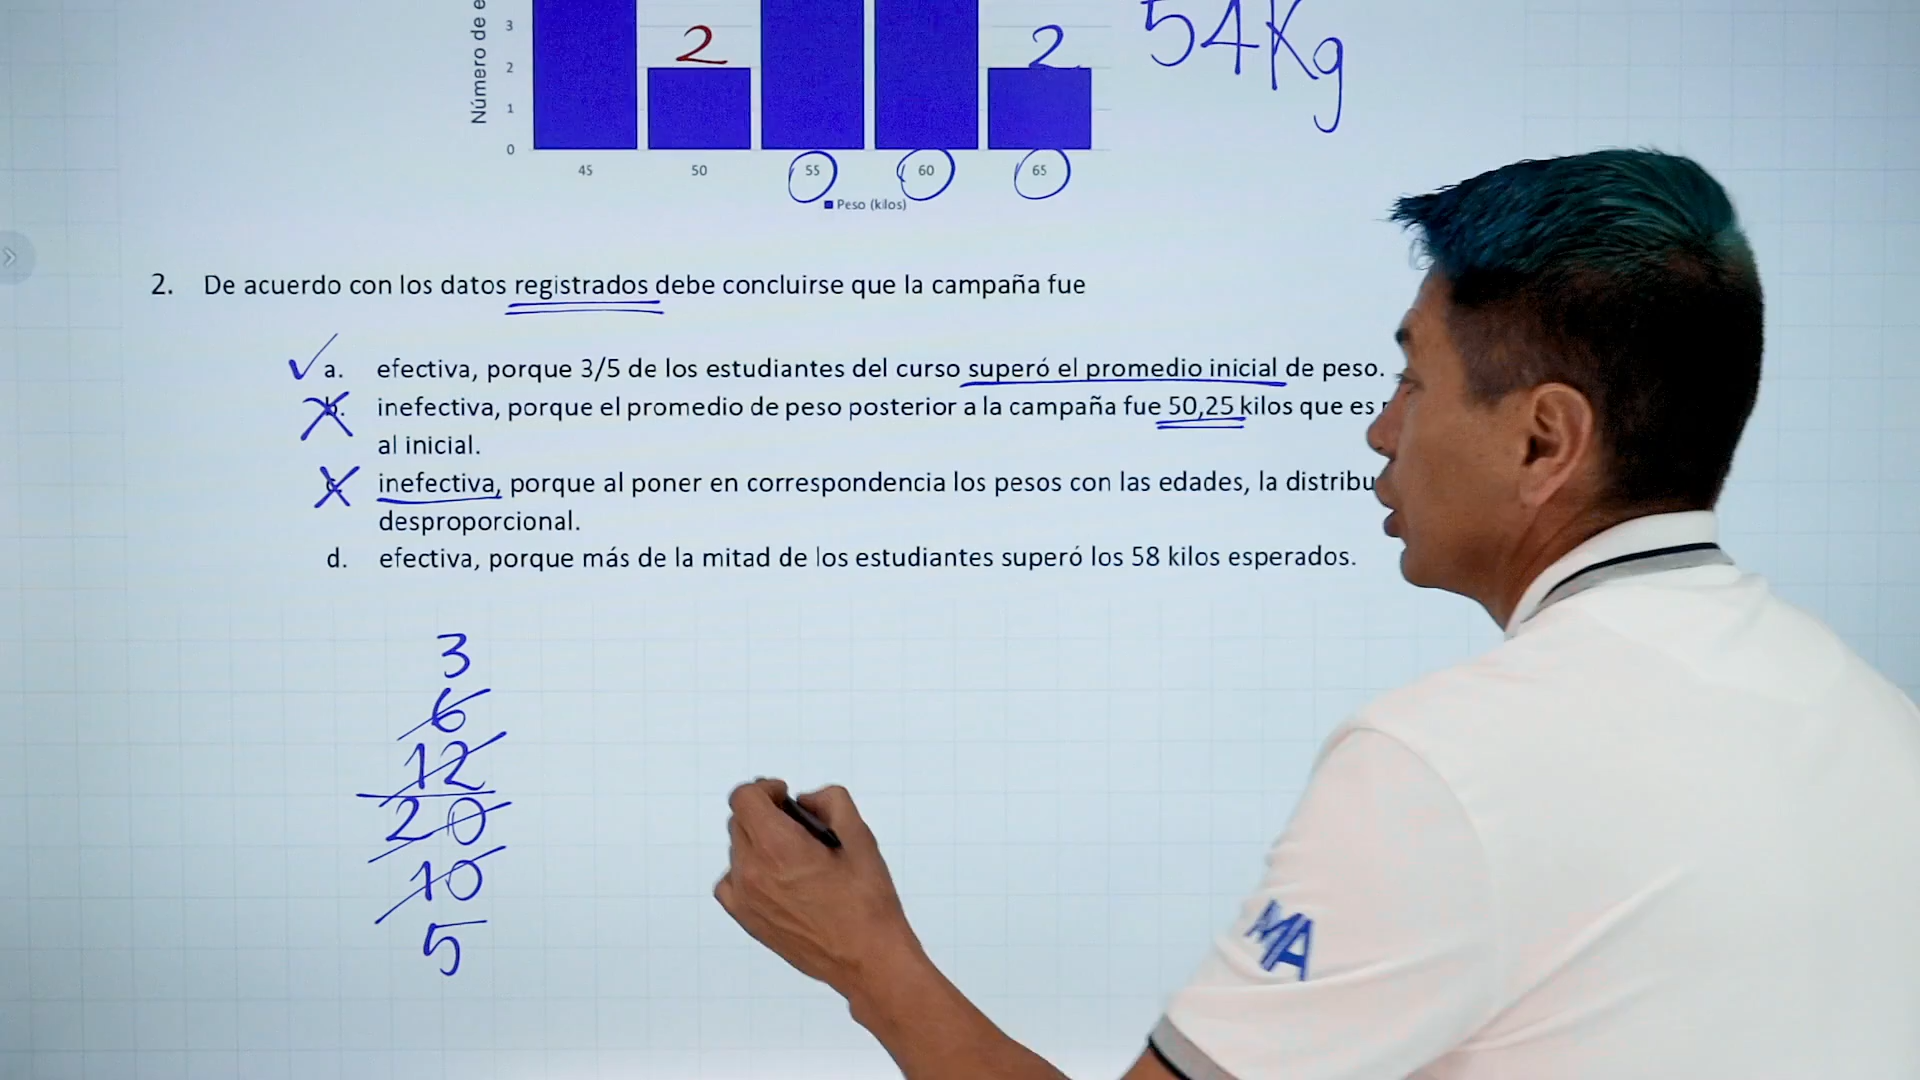 3
2
1
0
Número de e
2
2
54Kg
45 50 55 60 65
Peso (kilos)
2. De acuerdo con los datos registrados debe concluirse que la campaña fue
a. efectiva, porque 3/5 de los estudiantes del curso superó el promedio inicial de peso.
b. inefectiva, porque el promedio de peso posterior a la campaña fue 50,25 kilos que es
al inicial.
c. inefectiva, porque al poner en correspondencia los pesos con las edades, la distribu
desproporcional.
d. efectiva, porque más de la mitad de los estudiantes superó los 58 kilos esperados.
3
6
12
20
10
5
MA